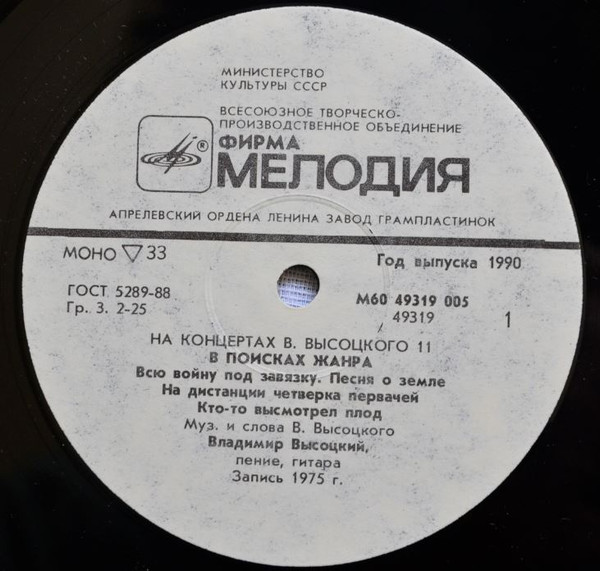 МИНИСТЕРСТВО
КУЛЬТУРЫ СССР
ВСЕСОЮЗНОЕ ТВОРЧЕСКО-
ПРОИЗВОДСТВЕННОЕ ОБЪЕДИНЕНИЕ
®
ФИРМА
МЕЛОДИЯ
АПРЕЛЕВСКИЙ ОРДЕНА ЛЕНИНА ЗАВОД ГРАМПЛАСТИНОК
МОНО ▽ 33
Год выпуска 1990
ГОСТ 5289-88
Гр. 3. 2-25
М60 49319 005
49319
1
НА КОНЦЕРТАХ В. ВЫСОЦКОГО 11
В ПОИСКАХ ЖАНРА
Всю войну под завязку. Песня о земле
На дистанции четверка первачей
Кто-то высмотрел плод
Муз. и слова В. Высоцкого
Владимир Высоцкий,
пение, гитара
Запись 1975 г.